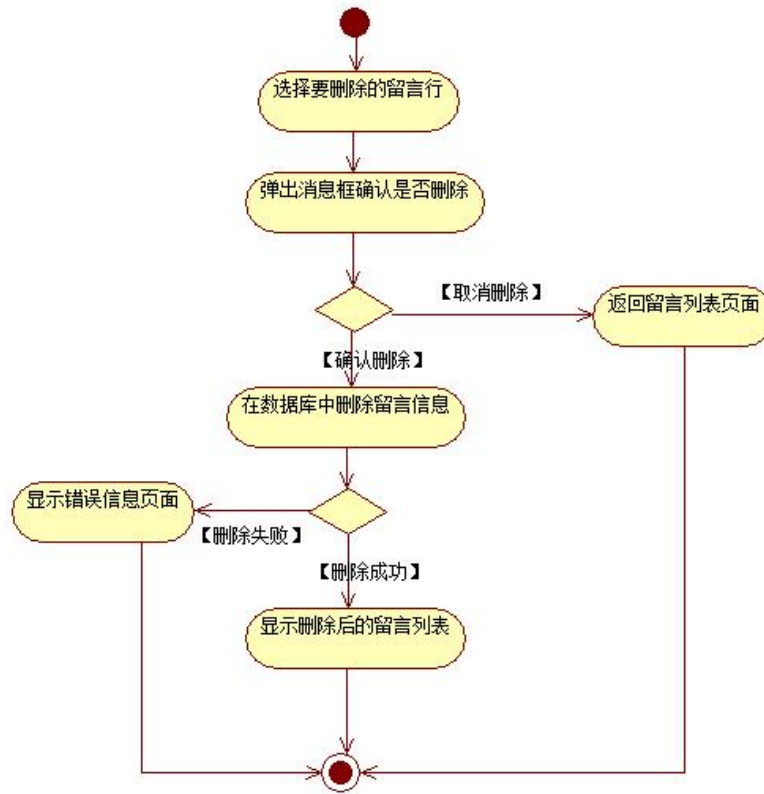 选择要删除的留言行
弹出消息框确认是否删除
【取消删除】
返回留言列表页面
【确认删除】
在数据库中删除留言信息
显示错误信息页面
【删除失败】
【删除成功】
显示删除后的留言列表